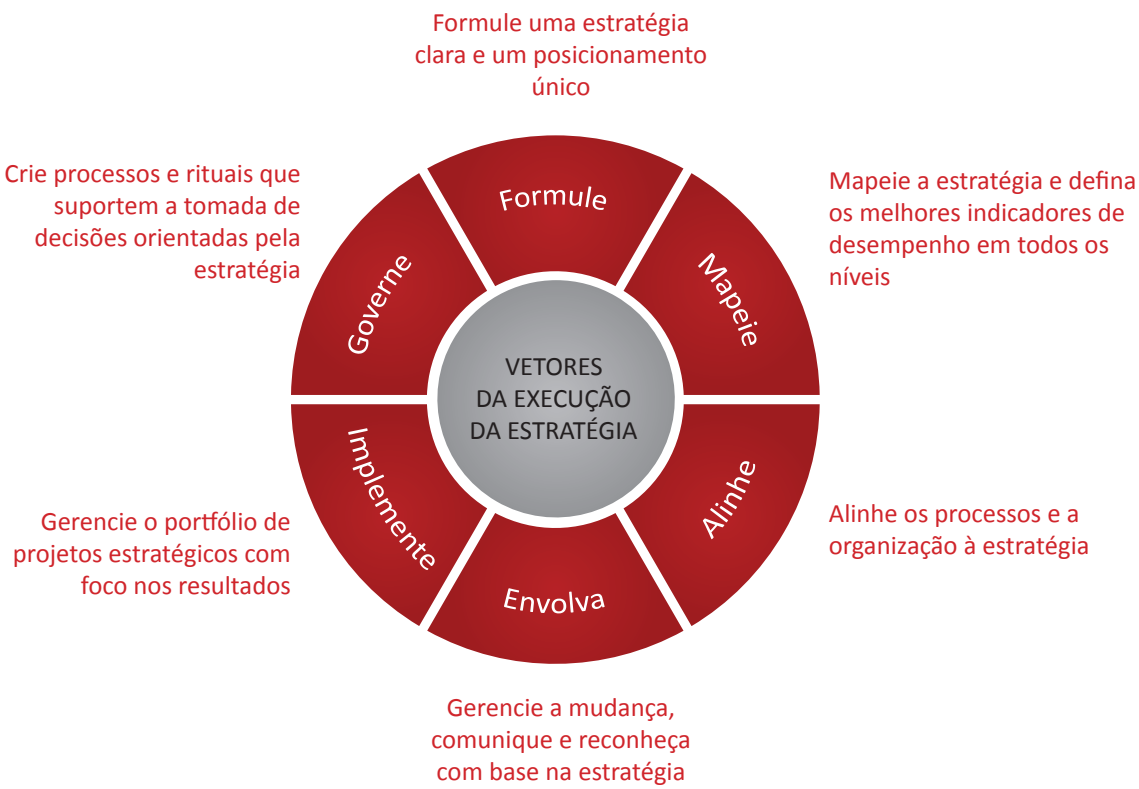 Formule uma estratégia
clara e um posicionamento
único
Formule
Mapeie a estratégia e defina
os melhores indicadores de
desempenho em todos os
níveis
Mapeie
Alinhe os processos e a
organização à estratégia
Alinhe
Gerencie a mudança,
comunique e reconheça
com base na estratégia
Envolva
Gerencie o portfólio de
projetos estratégicos com
foco nos resultados
Implemente
Crie processos e rituais que
suportem a tomada de
decisões orientadas pela
estratégia
Governe
VETORES
DA EXECUÇÃO
DA ESTRATÉGIA